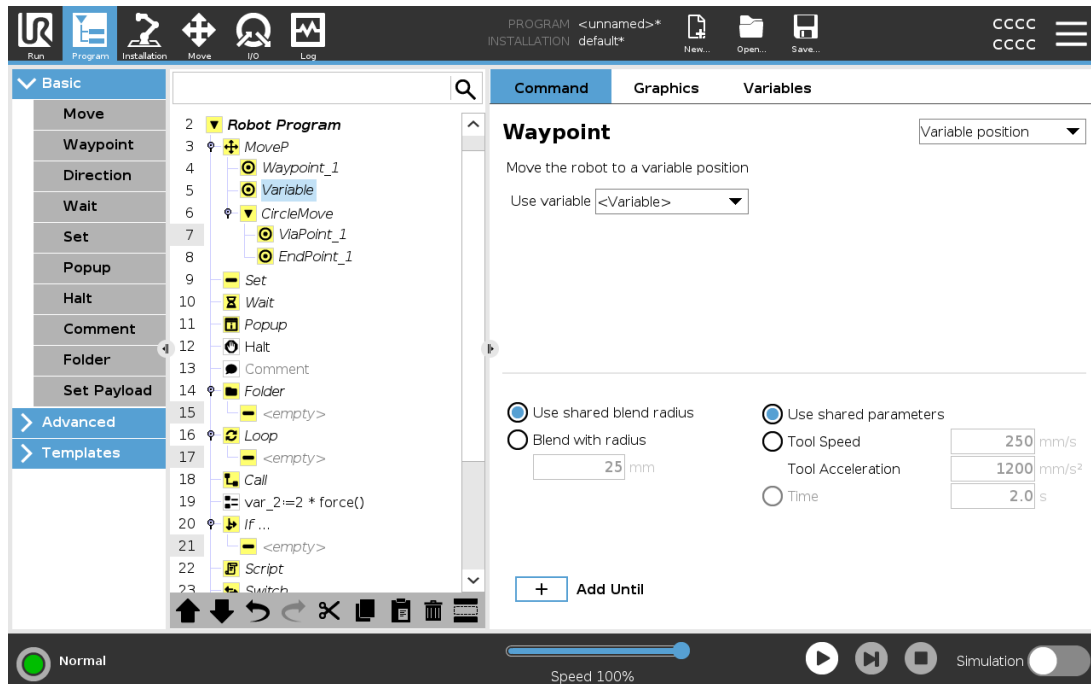 PROGRAM <unnamed>*
INSTALLATION default*
CCCC
CCCC
Run
Program
Installation
Move
I/O
Log
New...
Open...
Save...
Basic
Move
Waypoint
Direction
Wait
Set
Popup
Halt
Comment
Folder
Set Payload
Advanced
Templates
2 Robot Program
3 MoveP
4 Waypoint_1
5 Variable
6 CircleMove
7 ViaPoint_1
8 EndPoint_1
9 Set
10 Wait
11 Popup
12 Halt
13 Comment
14 Folder
15 <empty>
16 Loop
17 <empty>
18 Call
19 var_2:=2 * force()
20 If ...
21 <empty>
22 Script
23 Switch
Command Graphics Variables
Waypoint
Variable position
Move the robot to a variable position
Use variable <Variable>
Use shared blend radius
Blend with radius
25 mm
Use shared parameters
Tool Speed 250 mm/s
Tool Acceleration 1200 mm/s²
Time 2.0 s
+ Add Until
Normal
Speed 100%
Simulation